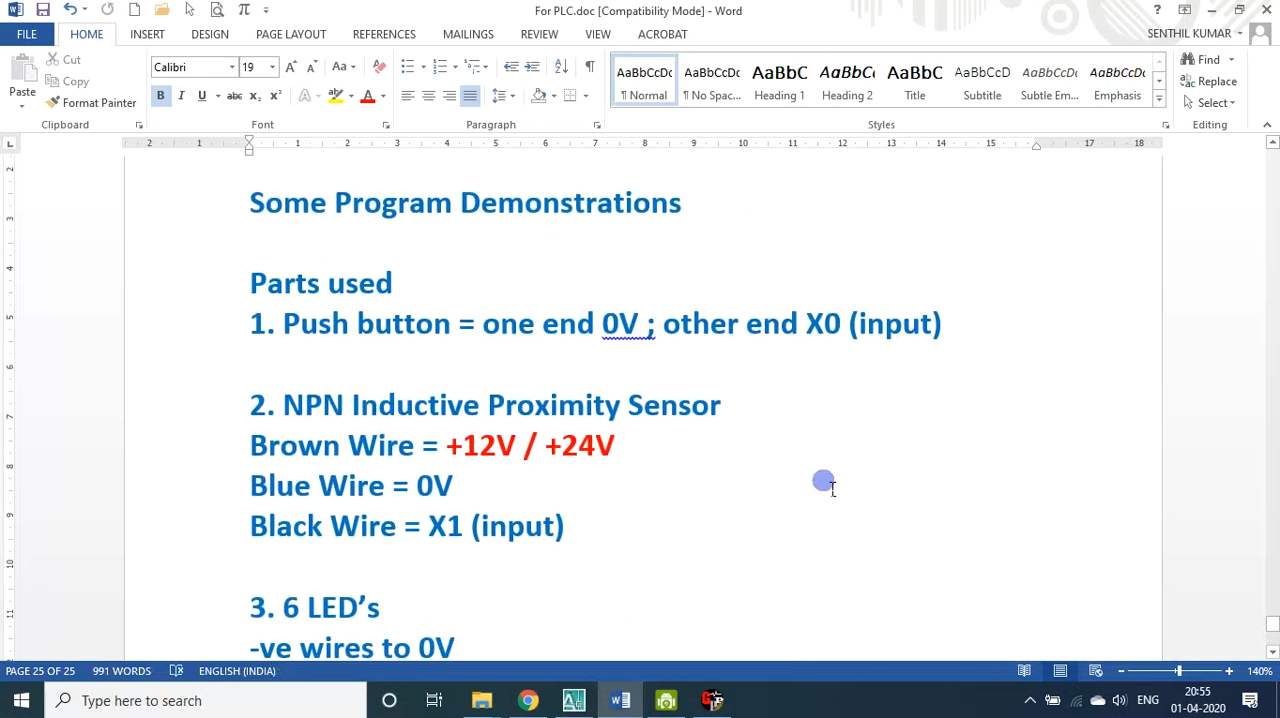 For PLC.doc [Compatibility Mode] - Word
FILE HOME INSERT DESIGN PAGE LAYOUT REFERENCES MAILINGS REVIEW VIEW ACROBAT SENTHIL KUMAR
Paste
Cut
Copy
Format Painter
Clipboard
Calibri 19
Font
Paragraph
AaBbCcDc AaBbCcDc AaBbC AaBbCc AaBbC AaBbCcD AaBbCcDc AaBbCcDc
¶ Normal ¶ No Spac... Heading 1 Heading 2 Title Subtitle Subtle Em... Emphasis
Styles
Find
Replace
Select
Editing
Some Program Demonstrations
Parts used
1. Push button = one end 0V ; other end X0 (input)
2. NPN Inductive Proximity Sensor
Brown Wire = +12V / +24V
Blue Wire = 0V
Black Wire = X1 (input)
3. 6 LED’s
-ve wires to 0V
PAGE 25 OF 25 991 WORDS ENGLISH (INDIA) 140%
Type here to search
ENG
20:55
01-04-2020